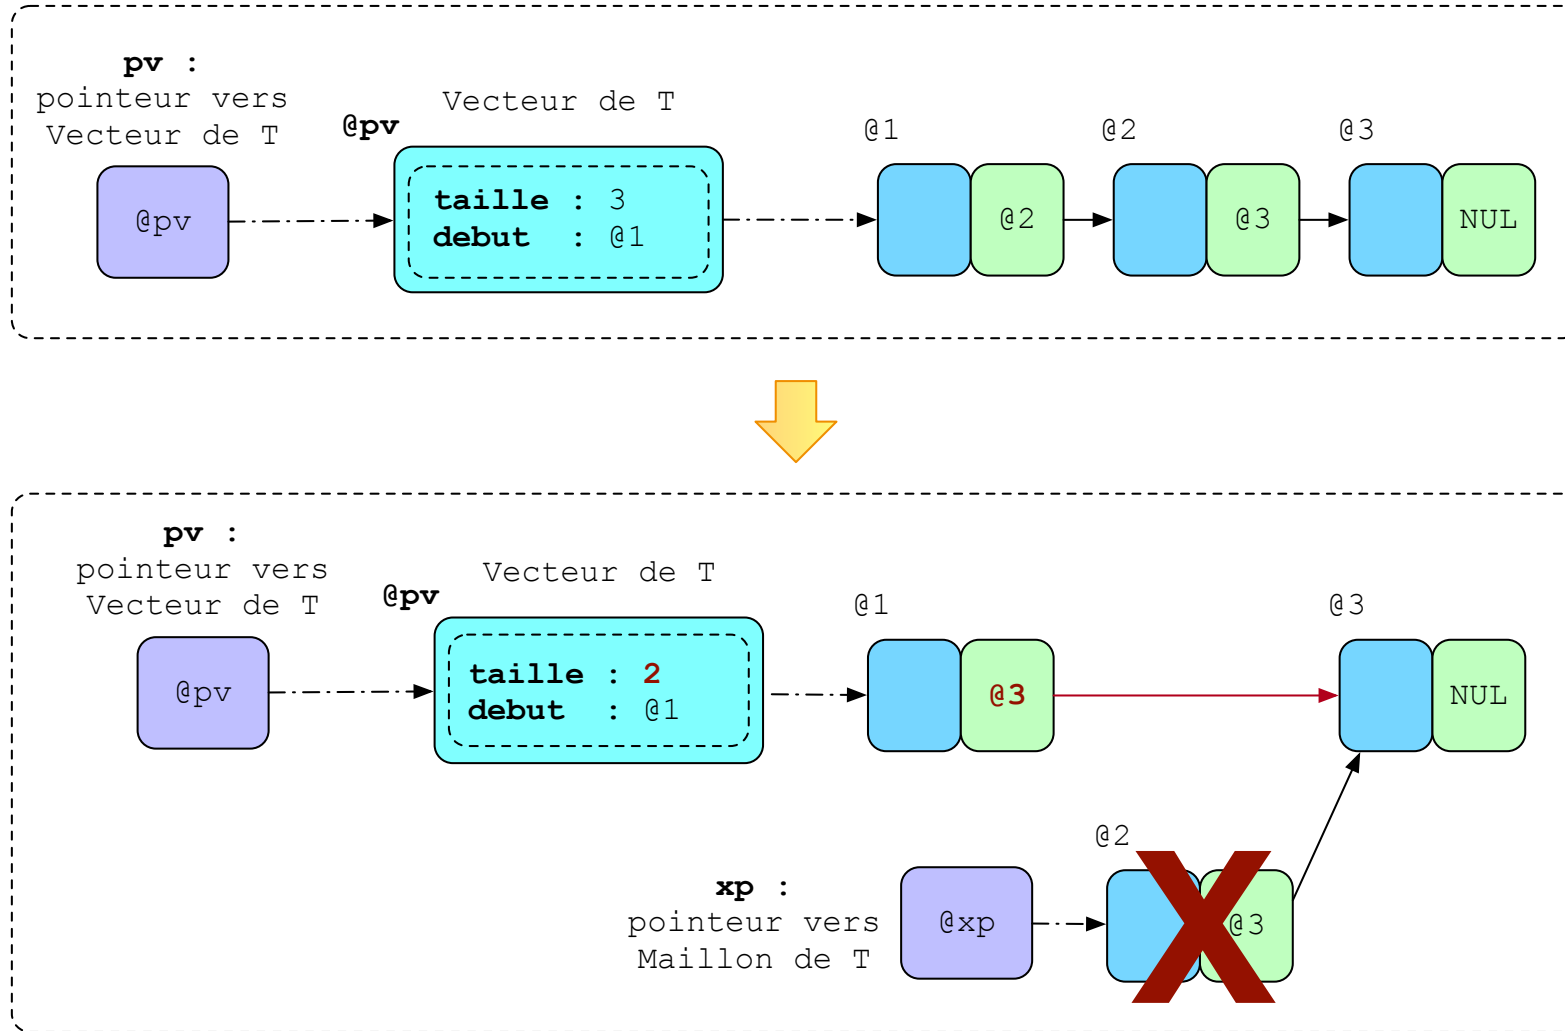 pv :
pointeur vers
Vecteur de T
@pv
@pv
Vecteur de T
taille : 3
debut : @1
@1
@2
@2
@3
@3
NUL
pv :
pointeur vers
Vecteur de T
@pv
@pv
Vecteur de T
taille : 2
debut : @1
@1
@3
@3
NUL
xp :
pointeur vers
Maillon de T
@xp
@2
@3